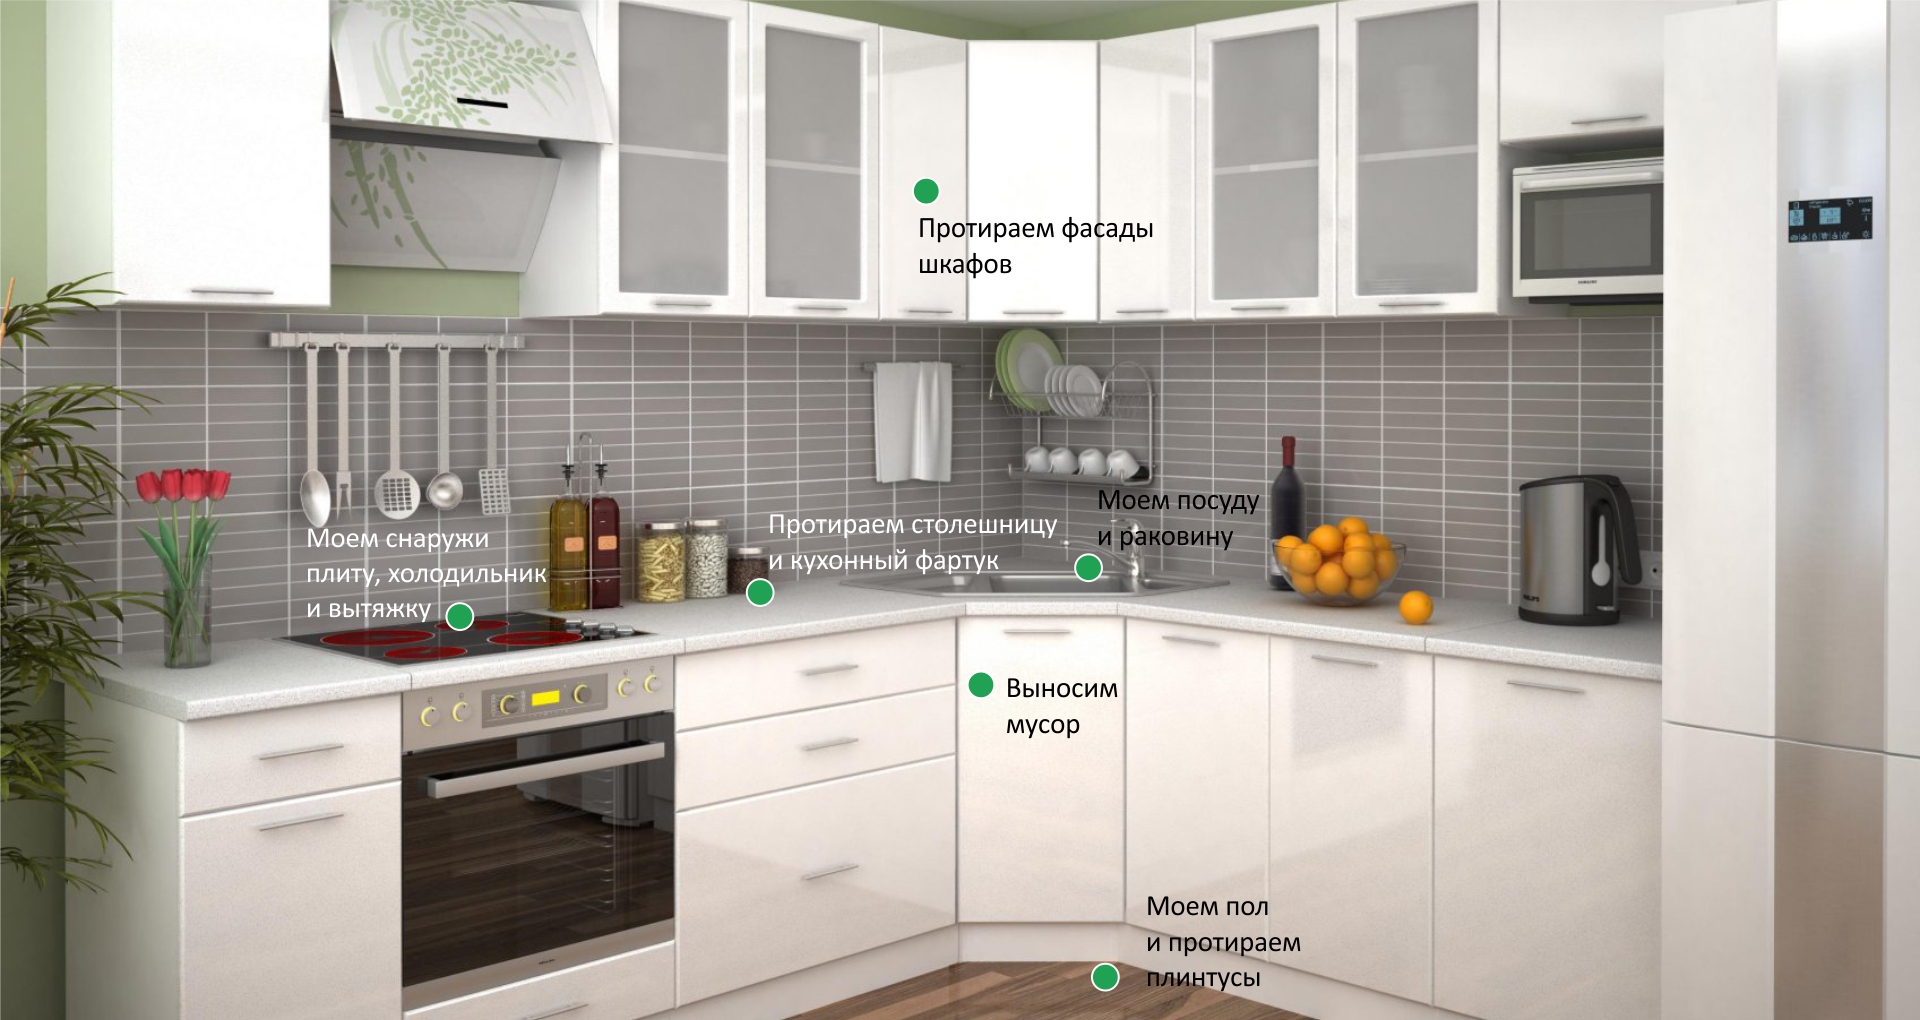 Протираем фасады
шкафов
Моем снаружи
плиту, холодильник
и вытяжку
Протираем столешницу
и кухонный фартук
Моем посуду
и раковину
Выносим
мусор
Моем пол
и протираем
плинтусы
PHILIPS